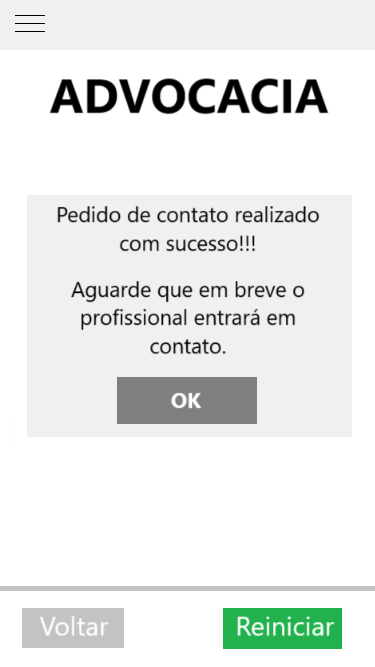 ADVOCACIA
Pedido de contato realizado
com sucesso!!!
Aguarde que em breve o
profissional entrará em
contato.
OK
Voltar
Reiniciar